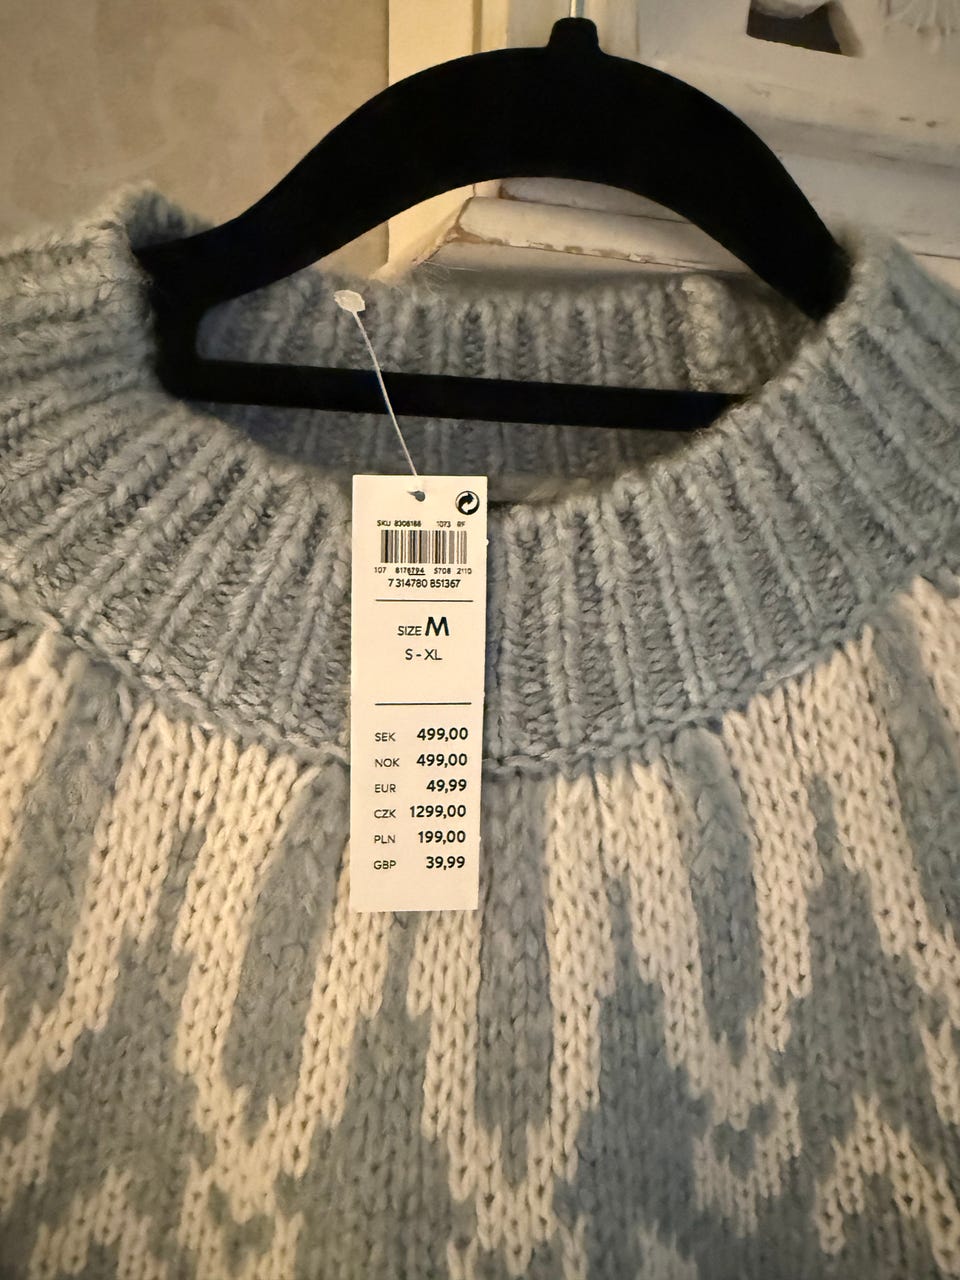 SKU 8306166 1073 RF
107 8176794 5708 2110
7 314780 851367
SIZE M
S - XL
SEK 499,00
NOK 499,00
EUR 49,99
CZK 1299,00
PLN 199,00
GBP 39,99